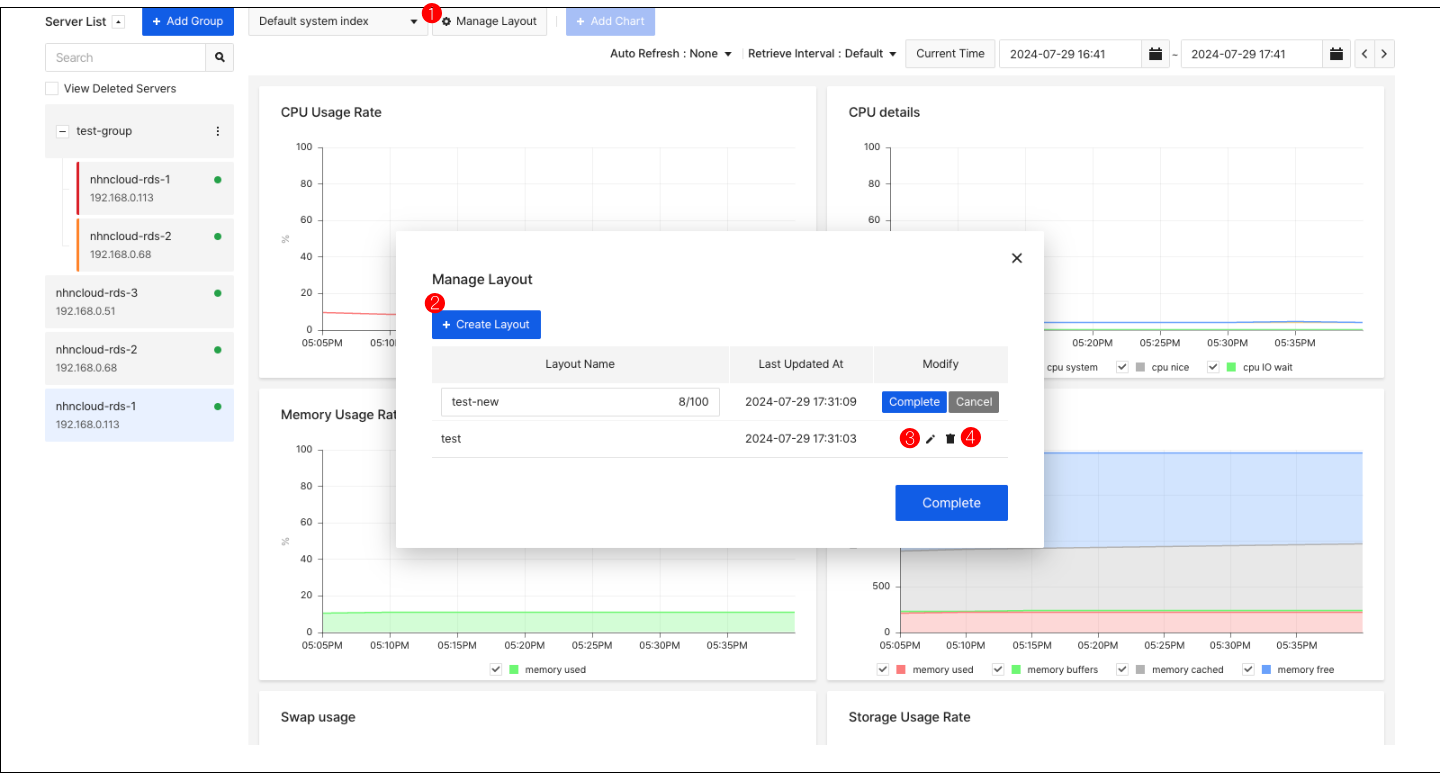 Server List
+ Add Group
Default system index
1
Manage Layout
+ Add Chart
Search
Auto Refresh : None
Retrieve Interval : Default
Current Time
2024-07-29 16:41
–
2024-07-29 17:41
View Deleted Servers
test-group
nhncloud-rds-1
192.168.0.113
nhncloud-rds-2
192.168.0.68
nhncloud-rds-3
192.168.0.51
nhncloud-rds-2
192.168.0.68
nhncloud-rds-1
192.168.0.113
CPU Usage Rate
100
80
60
%
40
20
0
05:05PM
05:10
CPU details
100
80
60
05:20PM
05:25PM
05:30PM
05:35PM
cpu system
cpu nice
cpu IO wait
Manage Layout
2
+ Create Layout
Layout Name
Last Updated At
Modify
test-new
8/100
2024-07-29 17:31:09
Complete
Cancel
test
2024-07-29 17:31:03
3
4
Complete
Memory Usage Rat
100
80
60
%
40
20
0
05:05PM
05:10PM
05:15PM
05:20PM
05:25PM
05:30PM
05:35PM
memory used
500
0
05:05PM
05:10PM
05:15PM
05:20PM
05:25PM
05:30PM
05:35PM
memory used
memory buffers
memory cached
memory free
Swap usage
Storage Usage Rate